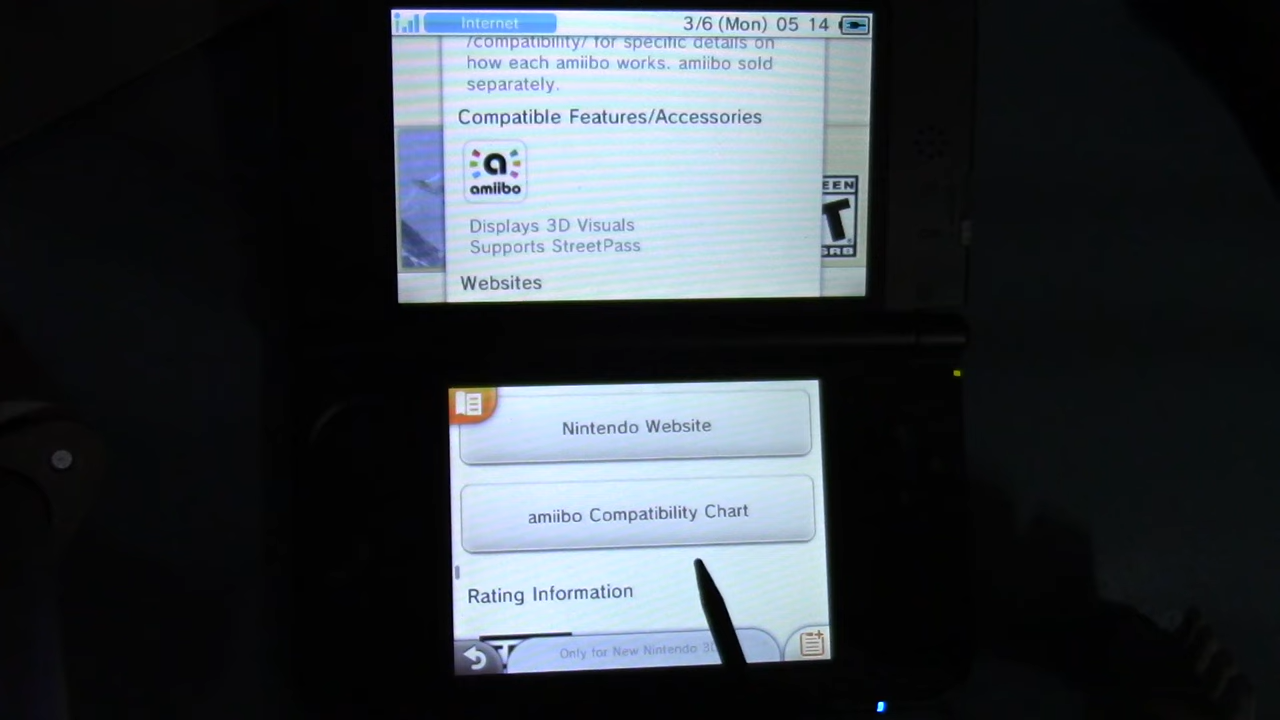 Internet
3/6 (Mon) 05 14
/compatibility/ for specific details on
how each amiibo works. amiibo sold
separately.
Compatible Features/Accessories
a
amiibo
Displays 3D Visuals
Supports StreetPass
EEN
T
SRB
Websites
Nintendo Website
amiibo Compatibility Chart
Rating Information
Only for New Nintendo 3D